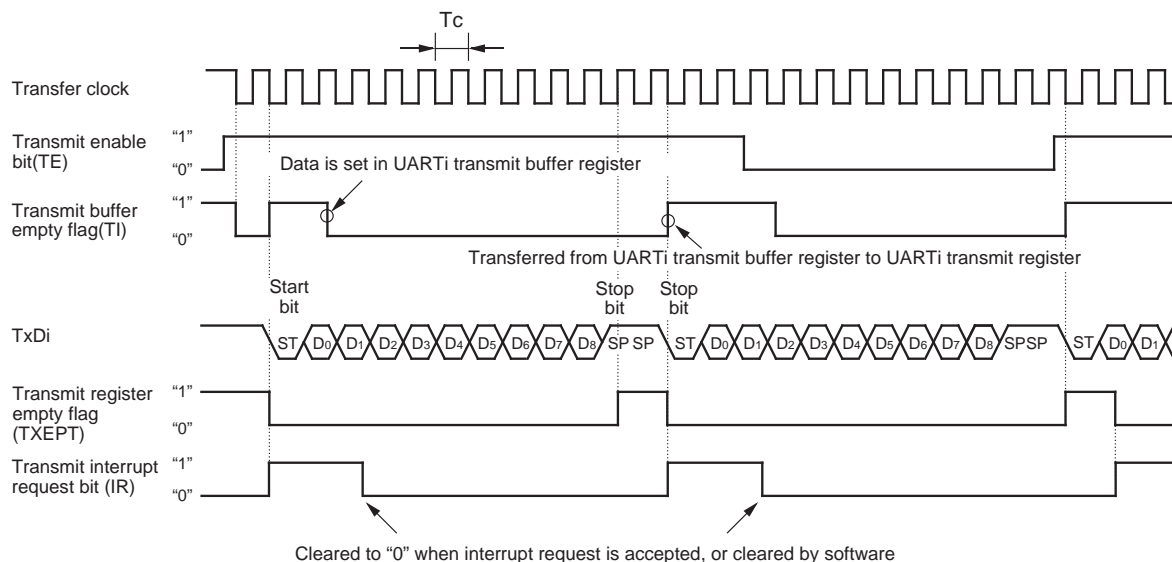 Tc
Transfer clock
Transmit enable
bit(TE)
“1”
“0”
Data is set in UARTi transmit buffer register
Transmit buffer
empty flag(TI)
“1”
“0”
Transferred from UARTi transmit buffer register to UARTi transmit register
Start
bit
Stop
bit
Stop
bit
TxDi
ST D0 D1 D2 D3 D4 D5 D6 D7 D8 SP SP ST D0 D1 D2 D3 D4 D5 D6 D7 D8 SPSP ST D0 D1
Transmit register
empty flag
(TXEPT)
“1”
“0”
Transmit interrupt
request bit (IR)
“1”
“0”
Cleared to “0” when interrupt request is accepted, or cleared by software